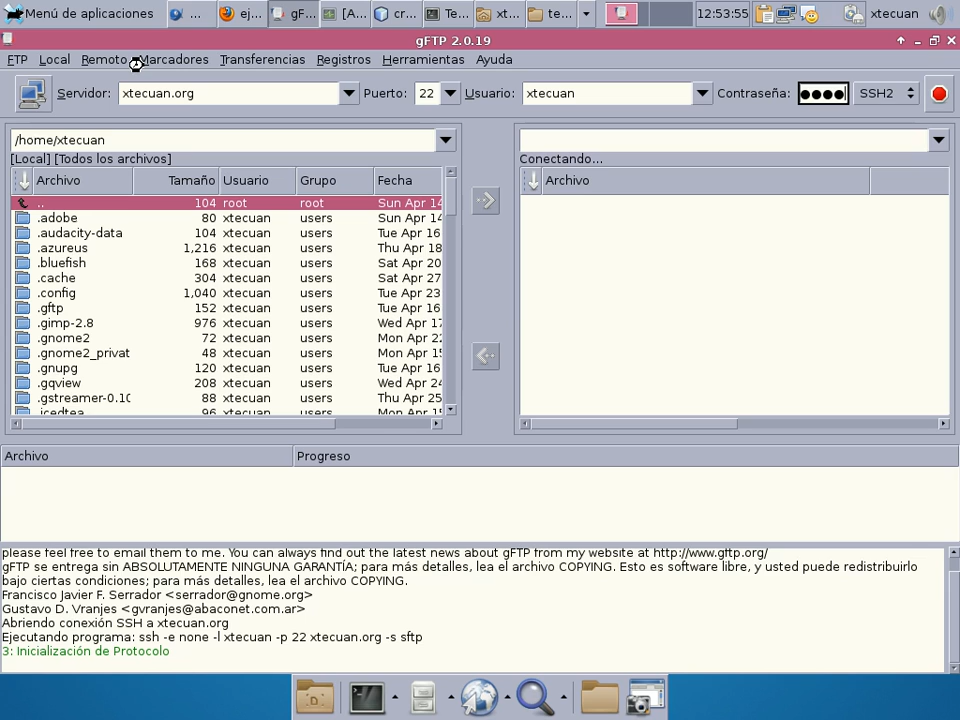 Menú de aplicaciones ... ej... gF... [A... cr... Te... xt... te... 12:53:55 xtecuan
gFTP 2.0.19
FTP Local Remoto Marcadores Transferencias Registros Herramientas Ayuda
Servidor: xtecuan.org Puerto: 22 Usuario: xtecuan Contraseña: ●●●● SSH2
/home/xtecuan
[Local] [Todos los archivos] Conectando...
Archivo Tamaño Usuario Grupo Fecha Archivo
.. 104 root root Sun Apr 14
.adobe 80 xtecuan users Sun Apr 14
.audacity-data 104 xtecuan users Tue Apr 16
.azureus 1,216 xtecuan users Thu Apr 18
.bluefish 168 xtecuan users Sat Apr 20
.cache 304 xtecuan users Sat Apr 27
.config 1,040 xtecuan users Tue Apr 23
.gftp 152 xtecuan users Tue Apr 16
.gimp-2.8 976 xtecuan users Wed Apr 17
.gnome2 72 xtecuan users Mon Apr 22
.gnome2_privat 48 xtecuan users Mon Apr 15
.gnupg 120 xtecuan users Tue Apr 16
.gqview 208 xtecuan users Wed Apr 24
.gstreamer-0.10 88 xtecuan users Thu Apr 25
.icedtea 96 xtecuan users Mon Apr 15
Archivo Progreso
please feel free to email them to me. You can always find out the latest news about gFTP from my website at http://www.gftp.org/
gFTP se entrega sin ABSOLUTAMENTE NINGUNA GARANTÍA; para más detalles, lea el archivo COPYING. Esto es software libre, y usted puede redistribuirlo
bajo ciertas condiciones; para más detalles, lea el archivo COPYING.
Francisco Javier F. Serrador <serrador@gnome.org>
Gustavo D. Vranjes <gvranjes@abaconet.com.ar>
Abriendo conexión SSH a xtecuan.org
Ejecutando programa: ssh -e none -l xtecuan -p 22 xtecuan.org -s sftp
3: Inicialización de Protocolo